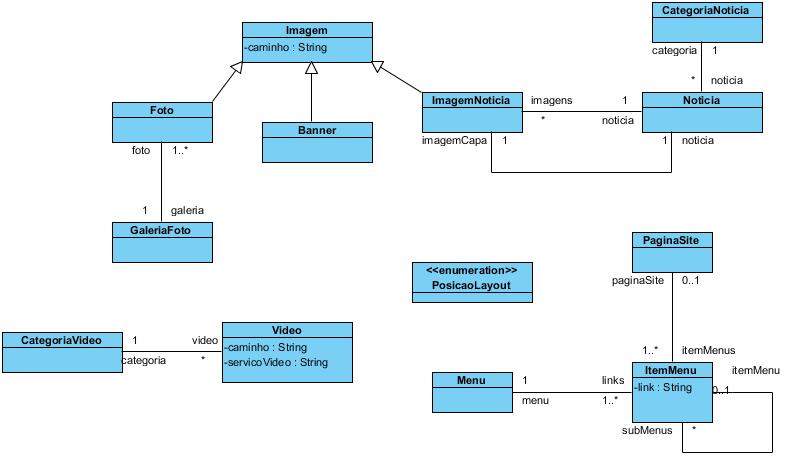 CategoriaNoticia
Imagem
-caminho : String
categoria 1
* noticia
ImagemNoticia
imagens 1
Noticia
* noticia
Foto
Banner
foto 1..*
imagemCapa 1
1 noticia
1 galeria
GaleriaFoto
PaginaSite
<<enumeration>>
PosicaoLayout
paginaSite 0..1
Video
-caminho : String
-servicoVideo : String
CategoriaVideo
1 video
categoria *
1..* itemMenus
ItemMenu
-link : String
itemMenu
0..1
Menu
1 links
menu 1..*
subMenus *